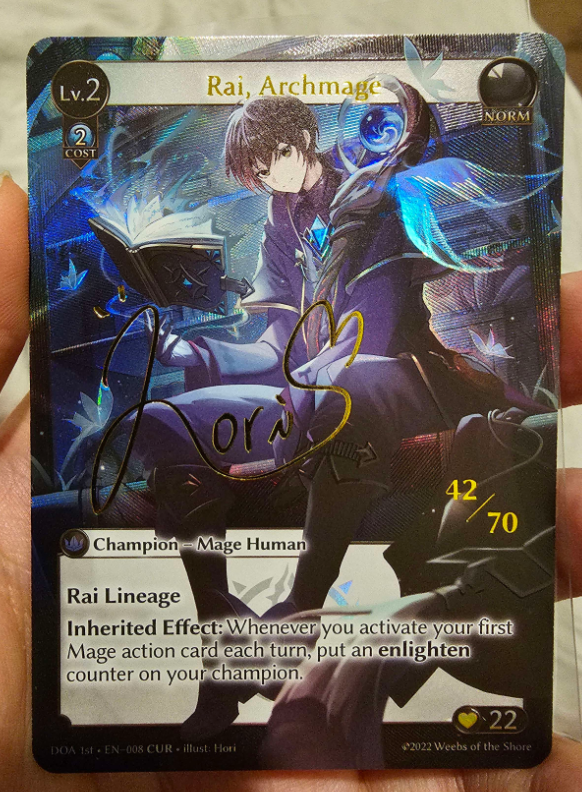 Lv.2
Rai, Archmage
NORM
2
COST
HoriS
42/70
Champion – Mage Human
Rai Lineage
Inherited Effect: Whenever you activate your first
Mage action card each turn, put an enlighten
counter on your champion.
22
DOA 1st • EN-008 CUR • illust: Hori
©2022 Weebs of the Shore